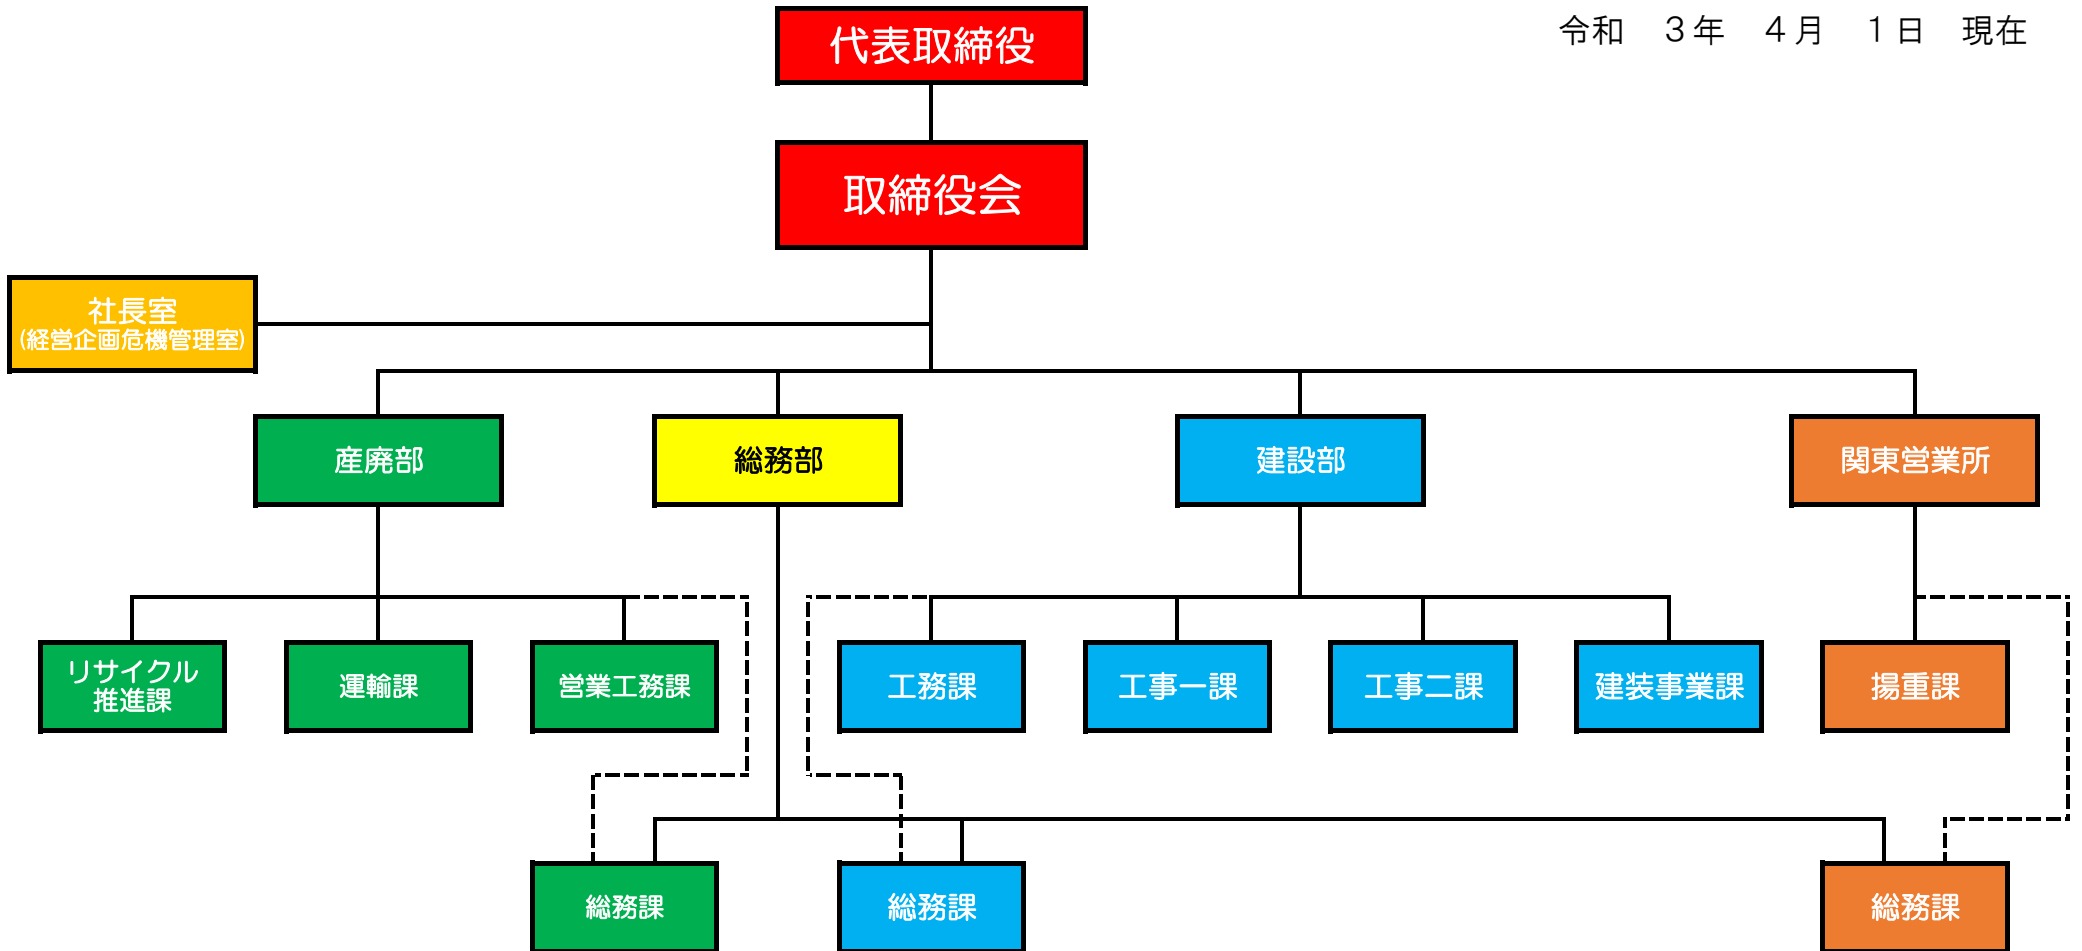 令和　３年　４月　１日　現在
代表取締役
取締役会
社長室
(経営企画危機管理室)
産廃部
総務部
建設部
関東営業所
リサイクル
推進課
運輸課
営業工務課
工務課
工事一課
工事二課
建装事業課
揚重課
総務課
総務課
総務課